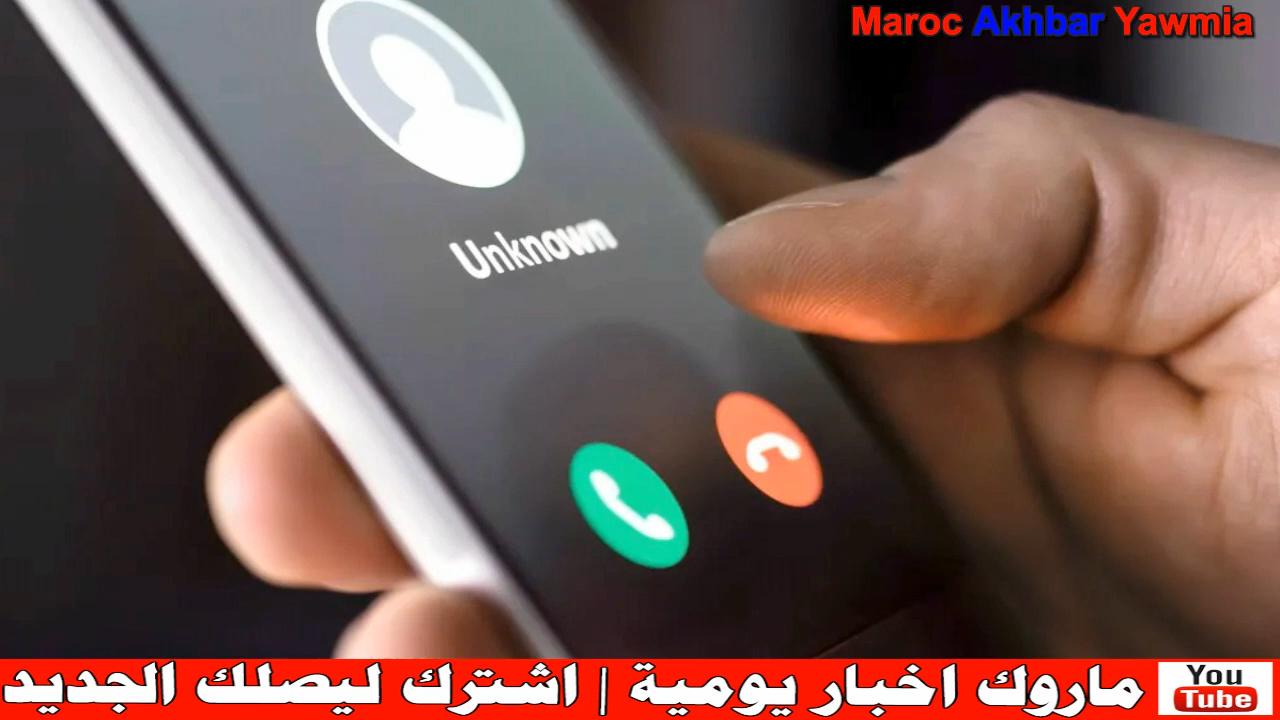 Maroc Akhbar Yawmia
Unknown
ماروك اخبار يومية | اشترك ليصلك الجديد
You
Tube